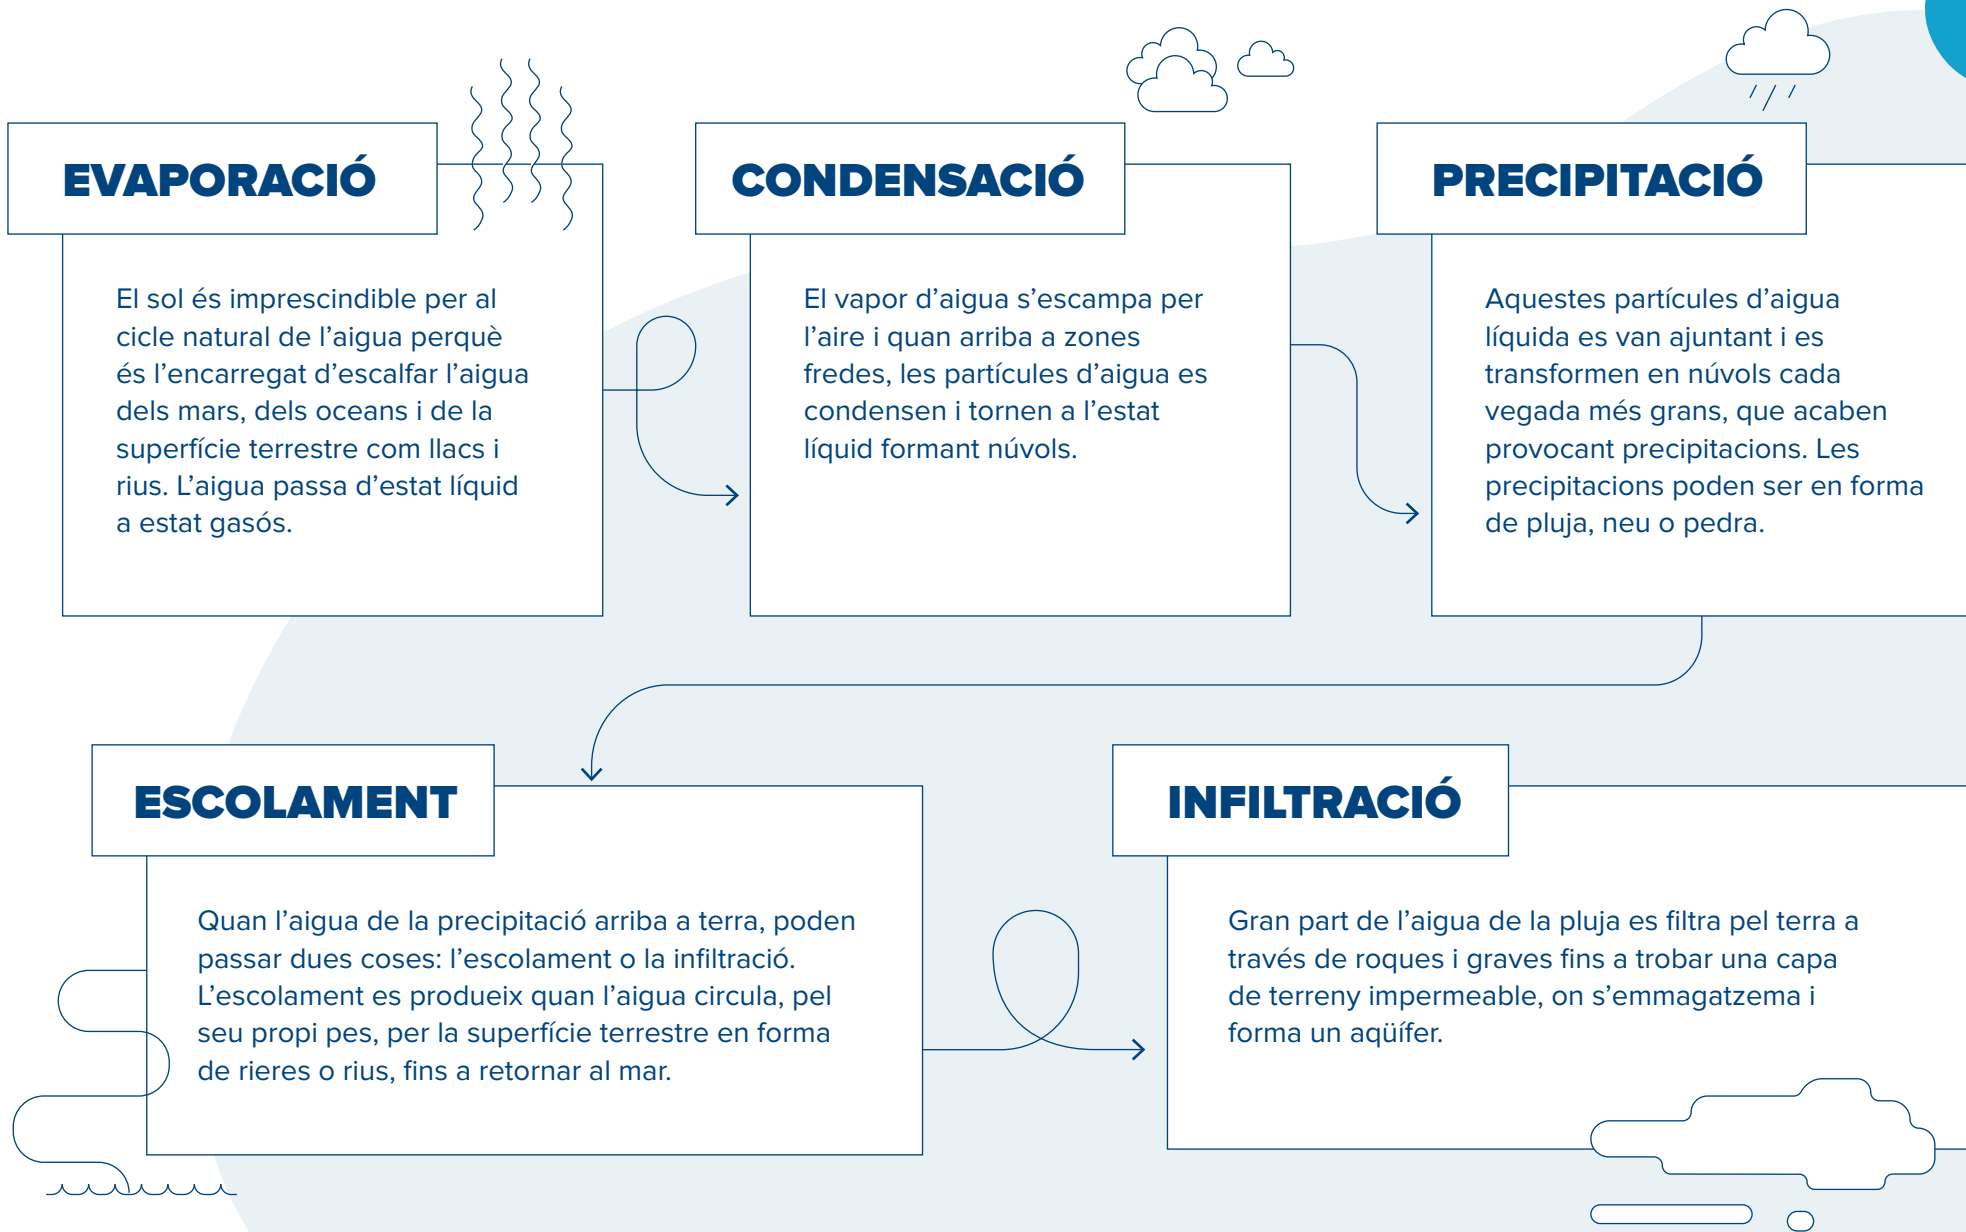 EVAPORACIÓ
El sol és imprescindible per al
cicle natural de l’aigua perquè
és l’encarregat d’escalfar l’aigua
dels mars, dels oceans i de la
superfície terrestre com llacs i
rius. L’aigua passa d’estat líquid
a estat gasós.
CONDENSACIÓ
El vapor d’aigua s’escampa per
l’aire i quan arriba a zones
fredes, les partícules d’aigua es
condensen i tornen a l’estat
líquid formant núvols.
PRECIPITACIÓ
Aquestes partícules d’aigua
líquida es van ajuntant i es
transformen en núvols cada
vegada més grans, que acaben
provocant precipitacions. Les
precipitacions poden ser en forma
de pluja, neu o pedra.
ESCOLAMENT
Quan l’aigua de la precipitació arriba a terra, poden
passar dues coses: l’escolament o la infiltració.
L’escolament es produeix quan l’aigua circula, pel
seu propi pes, per la superfície terrestre en forma
de rieres o rius, fins a retornar al mar.
INFILTRACIÓ
Gran part de l’aigua de la pluja es filtra pel terra a
través de roques i graves fins a trobar una capa
de terreny impermeable, on s’emmagatzema i
forma un aqüífer.